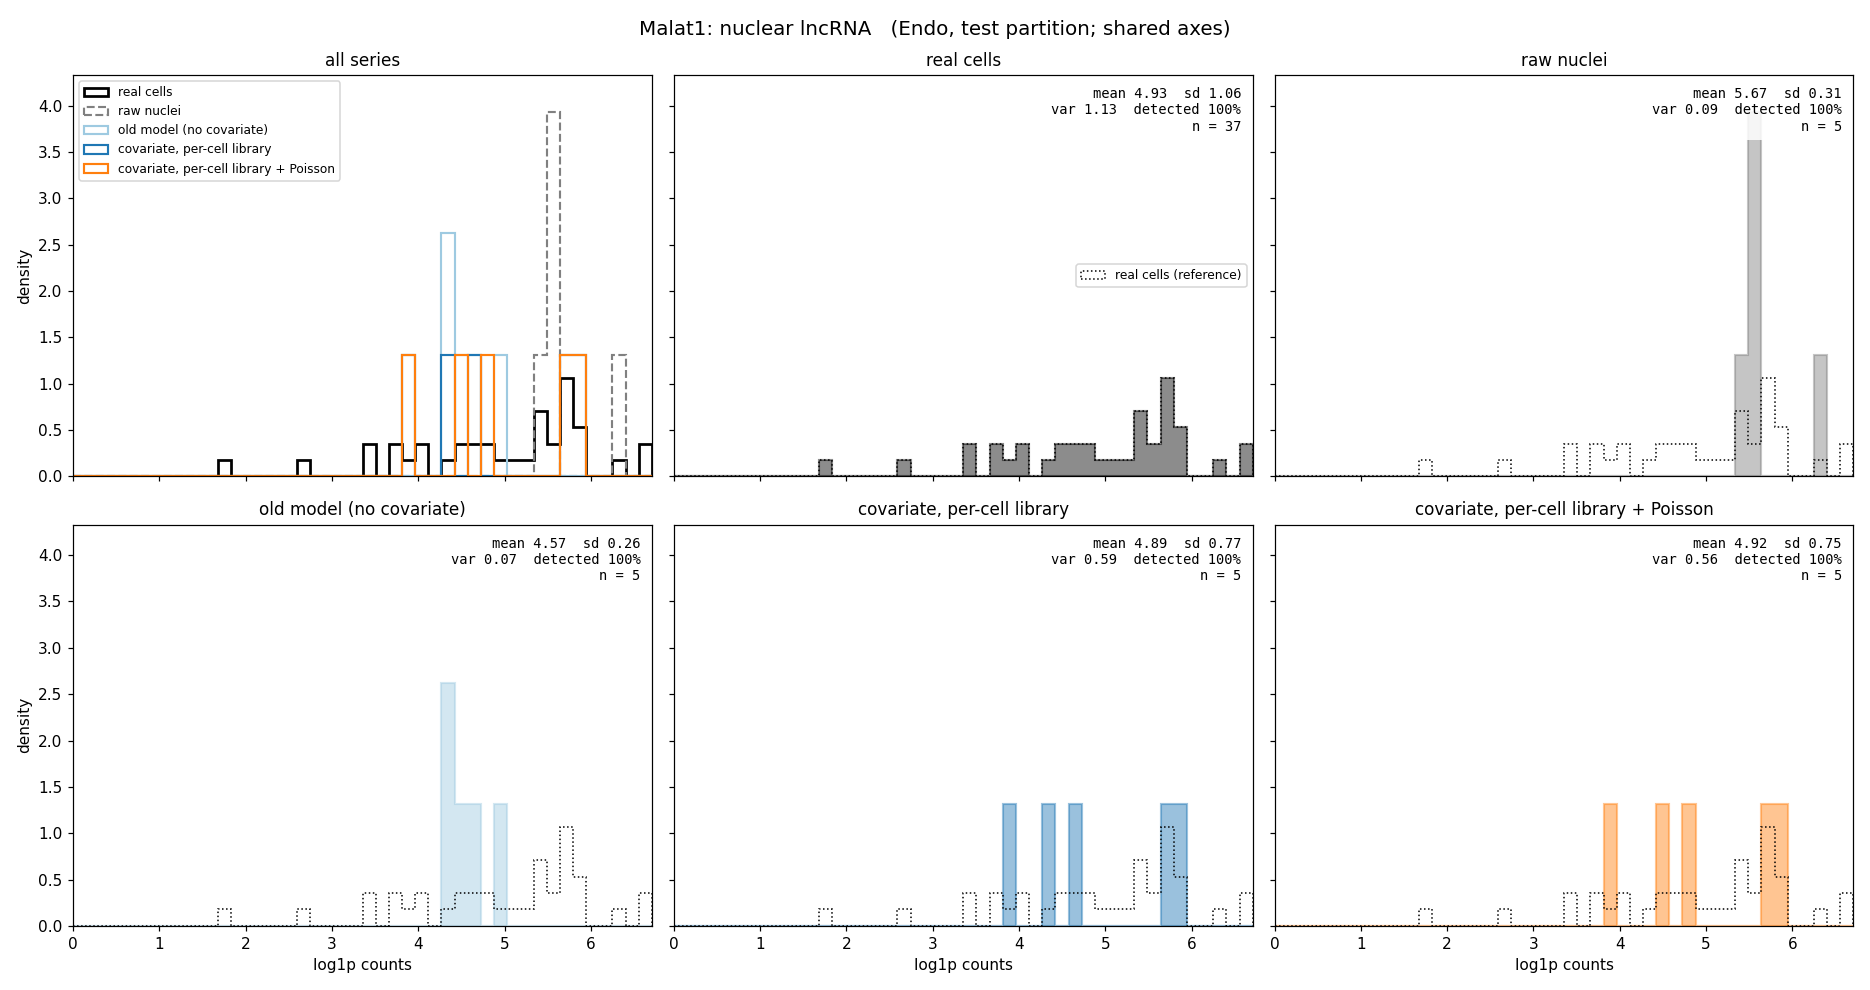 Malat1: nuclear lncRNA   (Endo, test partition; shared axes)
all series
real cells
raw nuclei
old model (no covariate)
covariate, per-cell library
covariate, per-cell library + Poisson
density
4.0
3.5
3.0
2.5
2.0
1.5
1.0
0.5
0.0
real cells
mean 4.93  sd 1.06
var 1.13  detected 100%
n = 37
real cells (reference)
raw nuclei
mean 5.67  sd 0.31
var 0.09  detected 100%
n = 5
old model (no covariate)
mean 4.57  sd 0.26
var 0.07  detected 100%
n = 5
density
4.0
3.5
3.0
2.5
2.0
1.5
1.0
0.5
0.0
0 1 2 3 4 5 6
log1p counts
covariate, per-cell library
mean 4.89  sd 0.77
var 0.59  detected 100%
n = 5
0 1 2 3 4 5 6
log1p counts
covariate, per-cell library + Poisson
mean 4.92  sd 0.75
var 0.56  detected 100%
n = 5
0 1 2 3 4 5 6
log1p counts